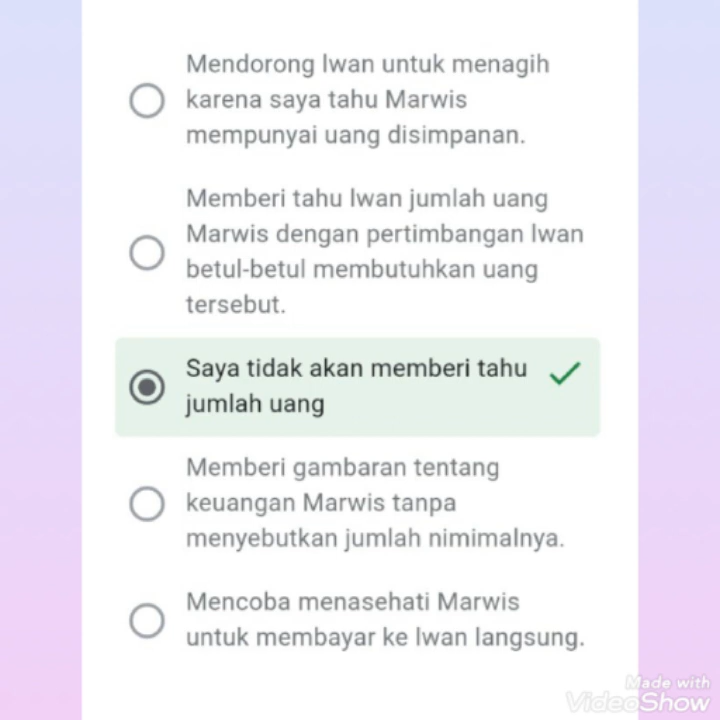 Mendorong Iwan untuk menagih
karena saya tahu Marwis
mempunyai uang disimpanan.
Memberi tahu Iwan jumlah uang
Marwis dengan pertimbangan Iwan
betul-betul membutuhkan uang
tersebut.
Saya tidak akan memberi tahu
jumlah uang
Memberi gambaran tentang
keuangan Marwis tanpa
menyebutkan jumlah nimimalnya.
Mencoba menasehati Marwis
untuk membayar ke Iwan langsung.
Made with
VideoShow